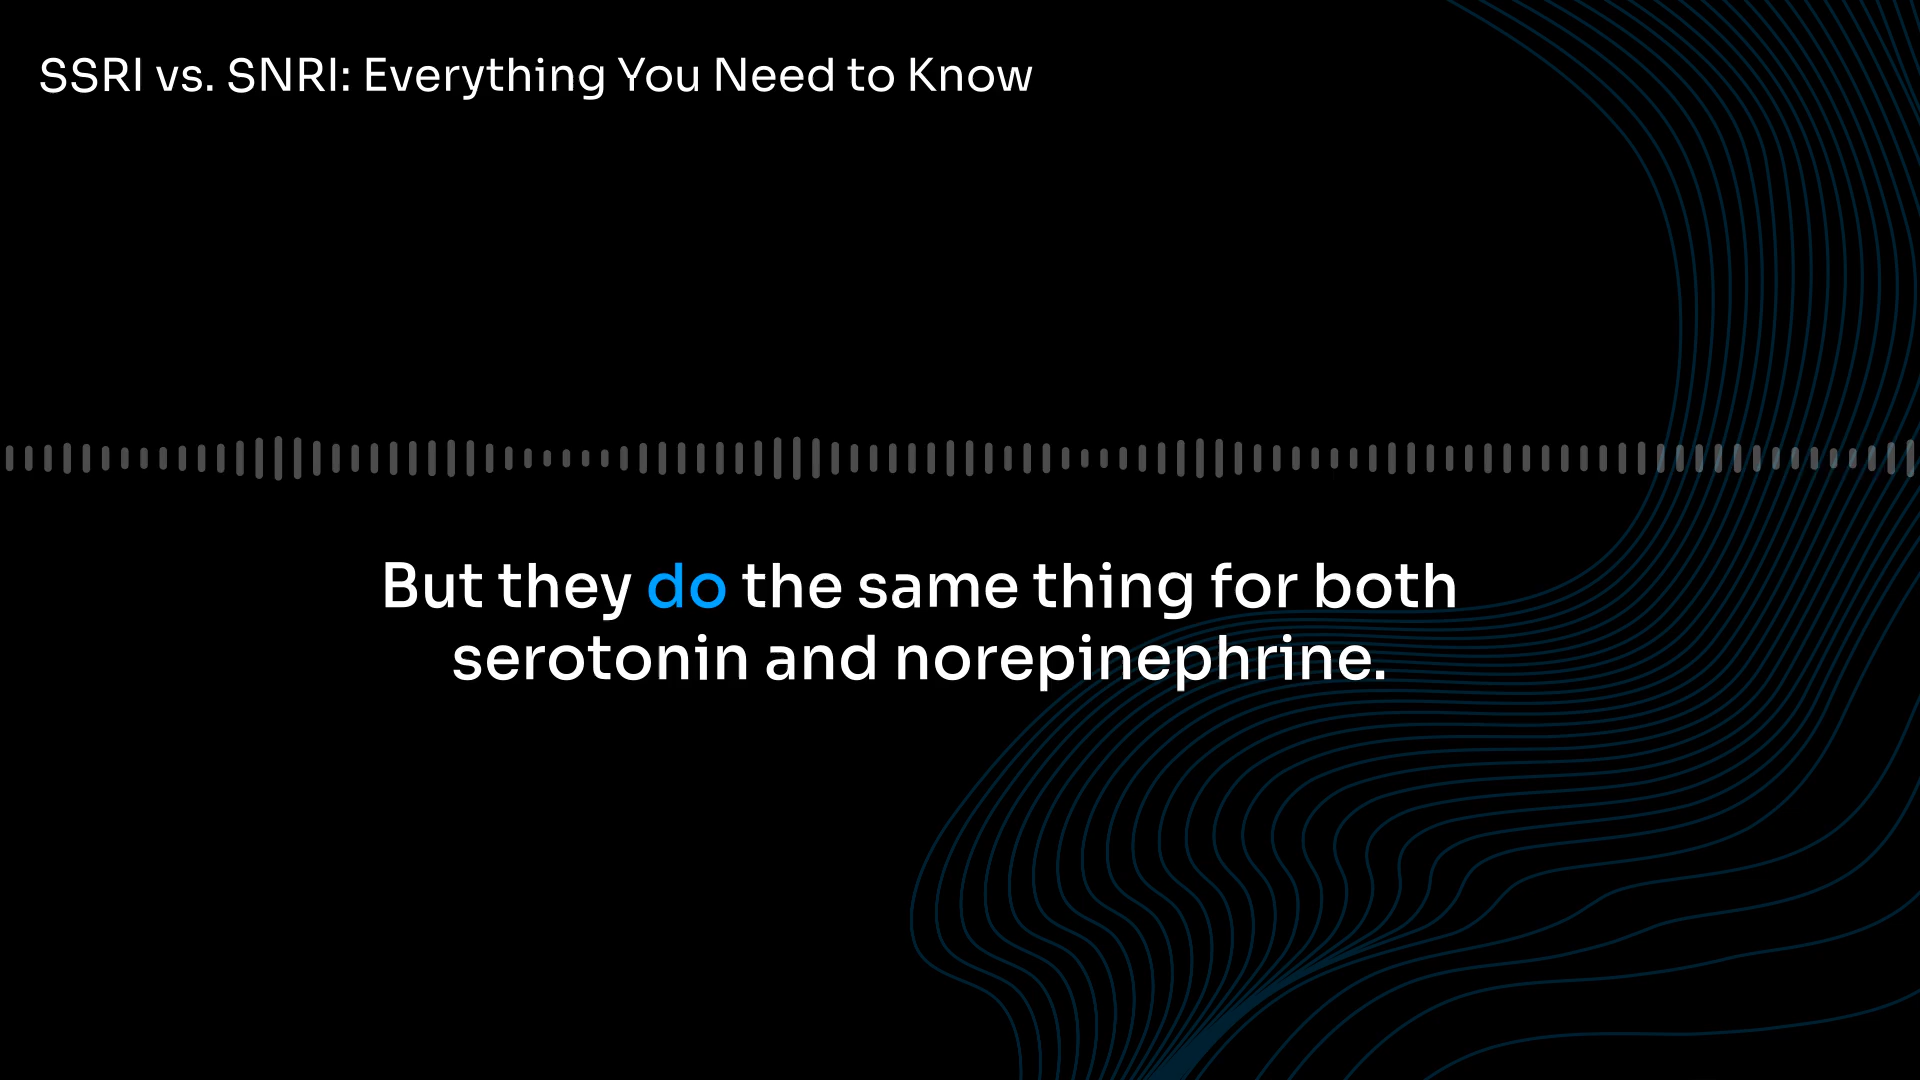 SSRI vs. SNRI: Everything You Need to Know
But they do the same thing for both
serotonin and norepinephrine.